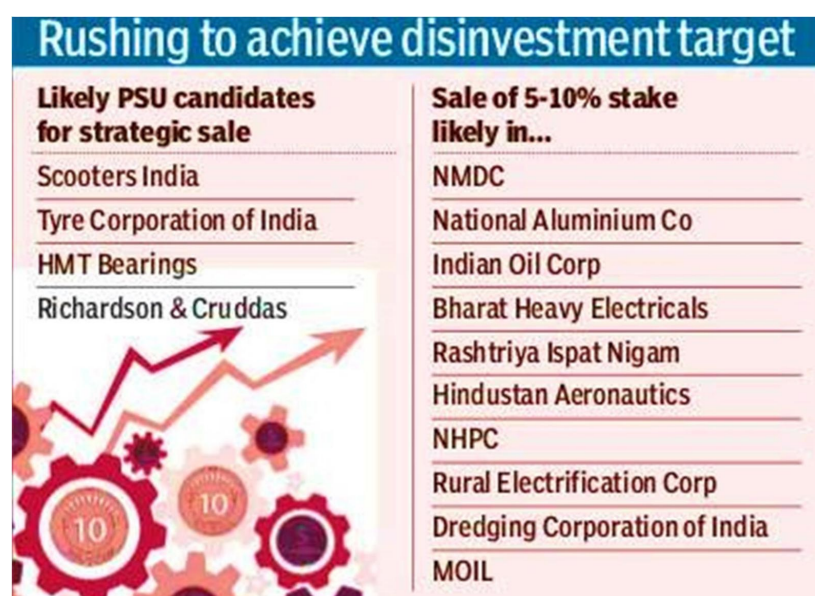 Rushing to achieve disinvestment target
Likely PSU candidates
for strategic sale
Scooters India
Tyre Corporation of India
HMT Bearings
Richardson & Cruddas
10
10
Sale of 5-10% stake
likely in...
NMDC
National Aluminium Co
Indian Oil Corp
Bharat Heavy Electricals
Rashtriya Ispat Nigam
Hindustan Aeronautics
NHPC
Rural Electrification Corp
Dredging Corporation of India
MOIL